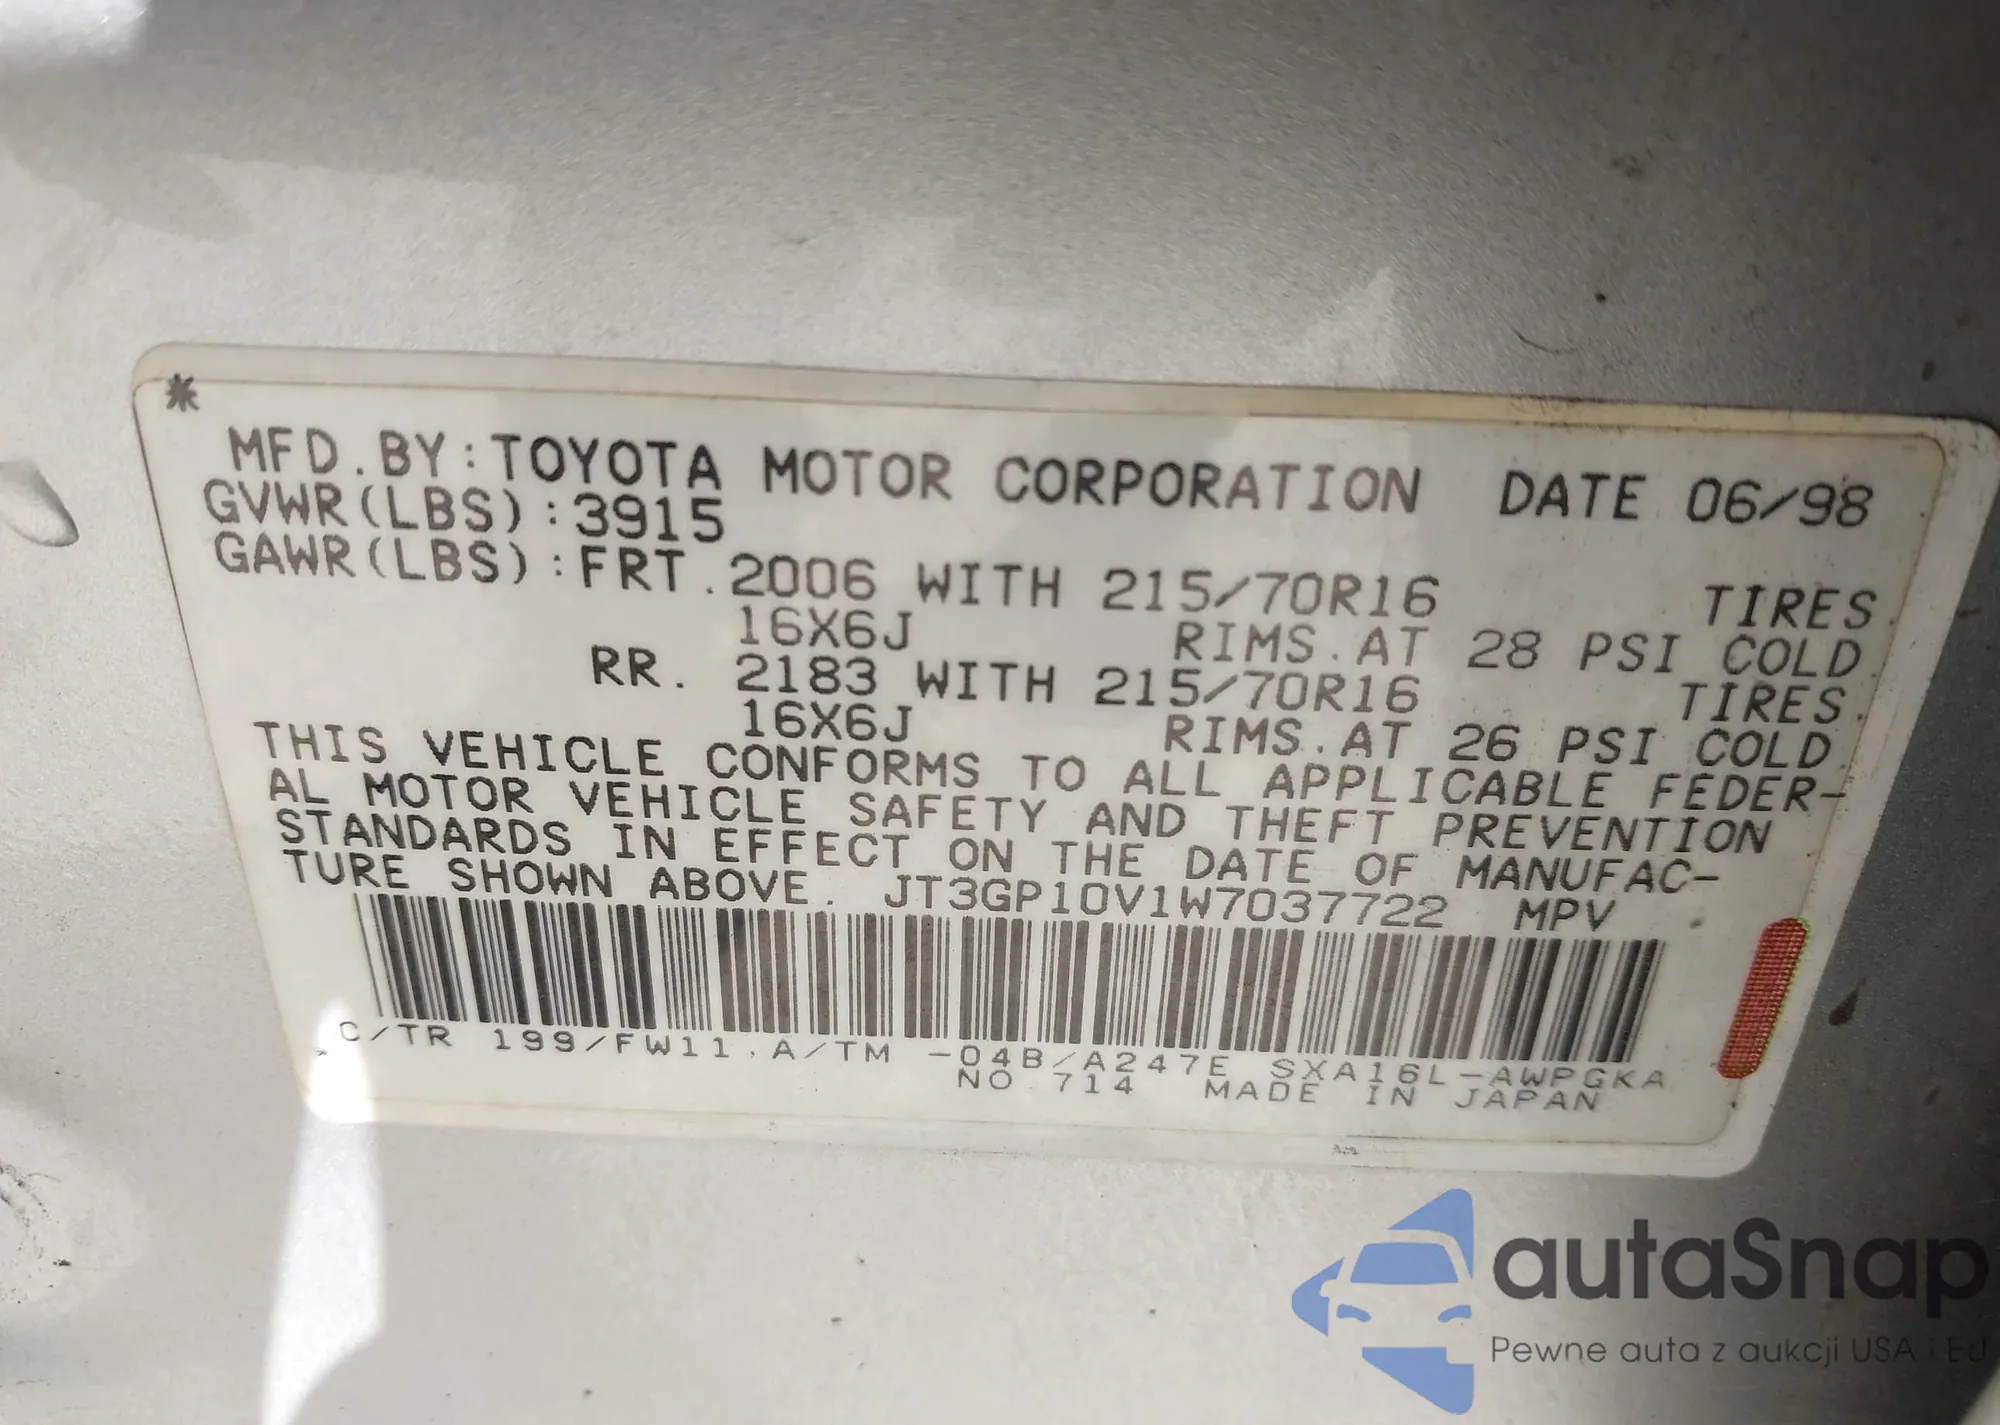 *
MFD.BY:TOYOTA MOTOR CORPORATION DATE 06/98
GVWR(LBS):3915
GAWR(LBS):FRT.2006 WITH 215/70R16 TIRES
16X6J RIMS.AT 28 PSI COLD
RR. 2183 WITH 215/70R16 TIRES
16X6J RIMS.AT 26 PSI COLD
THIS VEHICLE CONFORMS TO ALL APPLICABLE FEDER-
AL MOTOR VEHICLE SAFETY AND THEFT PREVENTION
STANDARDS IN EFFECT ON THE DATE OF MANUFAC-
TURE SHOWN ABOVE. JT3GP10V1W7037722 MPV
C/TR 199/FW11,A/TM -04B/A247E SXA16L-AWPGKA
NO.714 MADE IN JAPAN
autaSnap
Pewne auta z aukcji USA i EU